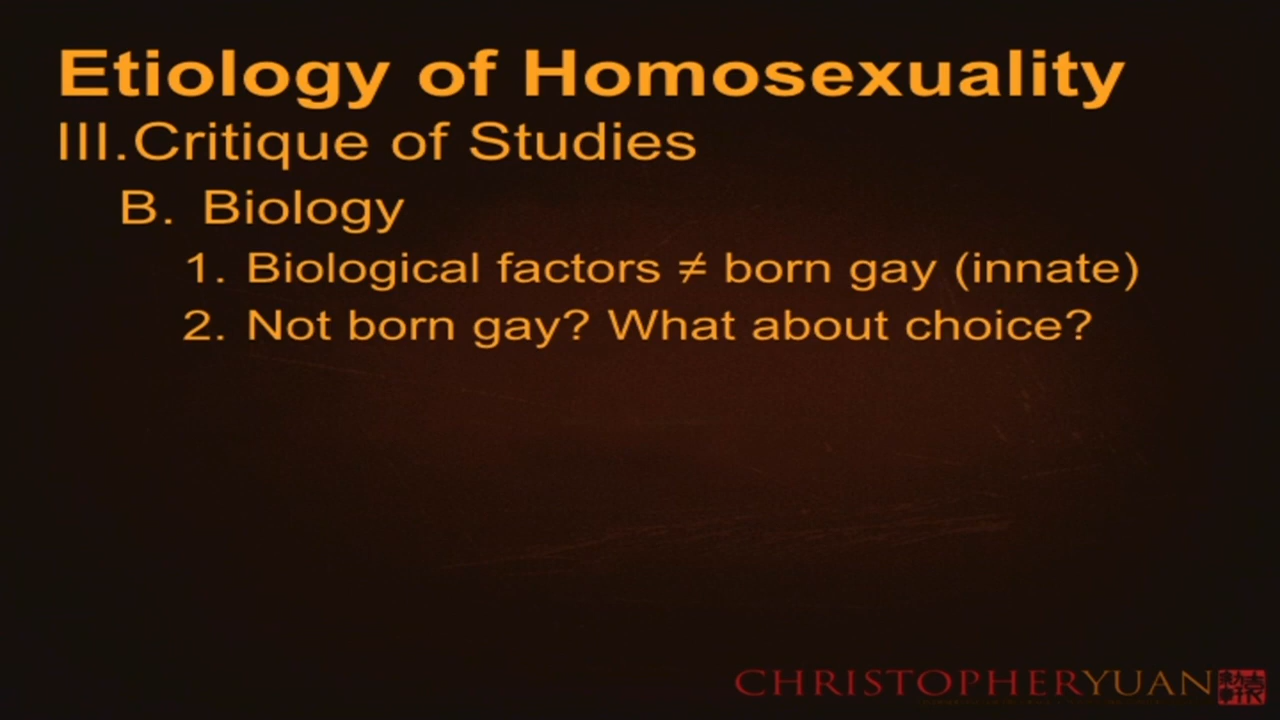 Etiology of Homosexuality
III. Critique of Studies
B. Biology
1. Biological factors ≠ born gay (innate)
2. Not born gay? What about choice?
CHRISTOPHERYUAN